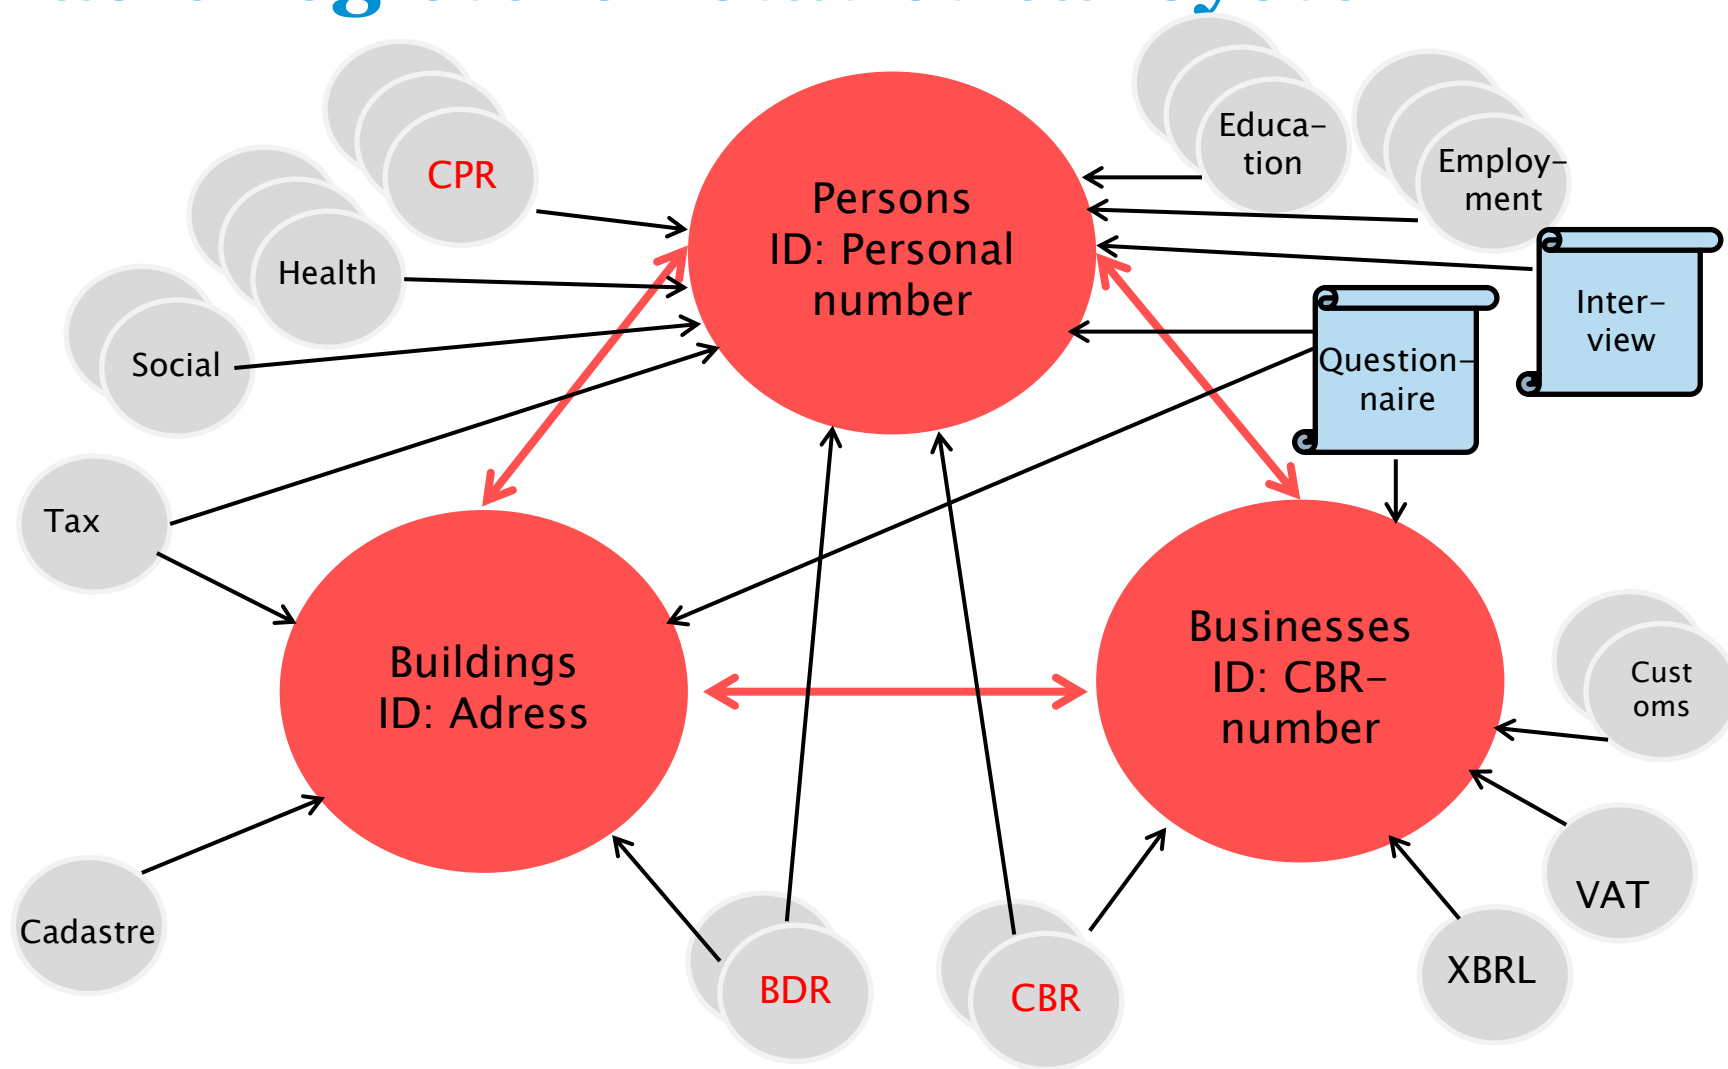 CPR
Educa-
tion
Employ-
ment
Persons
ID: Personal
number
Health
Inter-
view
Social
Question-
naire
Tax
Buildings
ID: Adress
Businesses
ID: CBR-
number
Cust
oms
Cadastre
BDR
CBR
VAT
XBRL